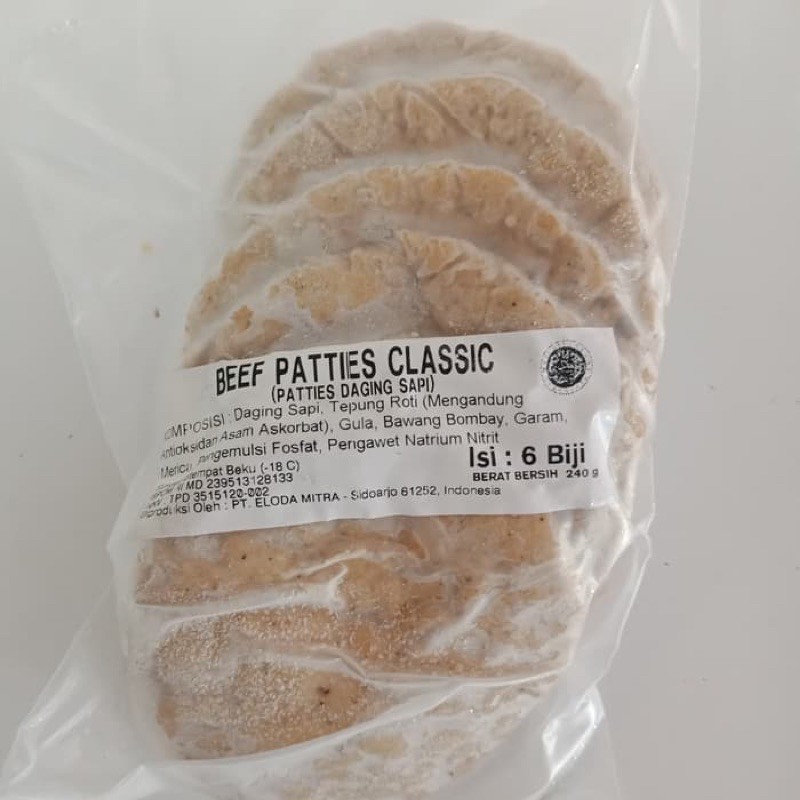 BEEF PATTIES CLASSIC
(PATTIES DAGING SAPI)
KOMPOSISI : Daging Sapi, Tepung Roti (Mengandung
Antioksidan Asam Askorbat), Gula, Bawang Bombay, Garam,
Merica, Pengemulsi Fosfat, Pengawet Natrium Nitrit
tempat Beku (-18 C)
Isi : 6 Biji
MD 239513128133
BERAT BERSIH 240 g
TPD 3515120-002
Diproduksi Oleh : PT. ELODA MITRA - Sidoarjo 61252, Indonesia